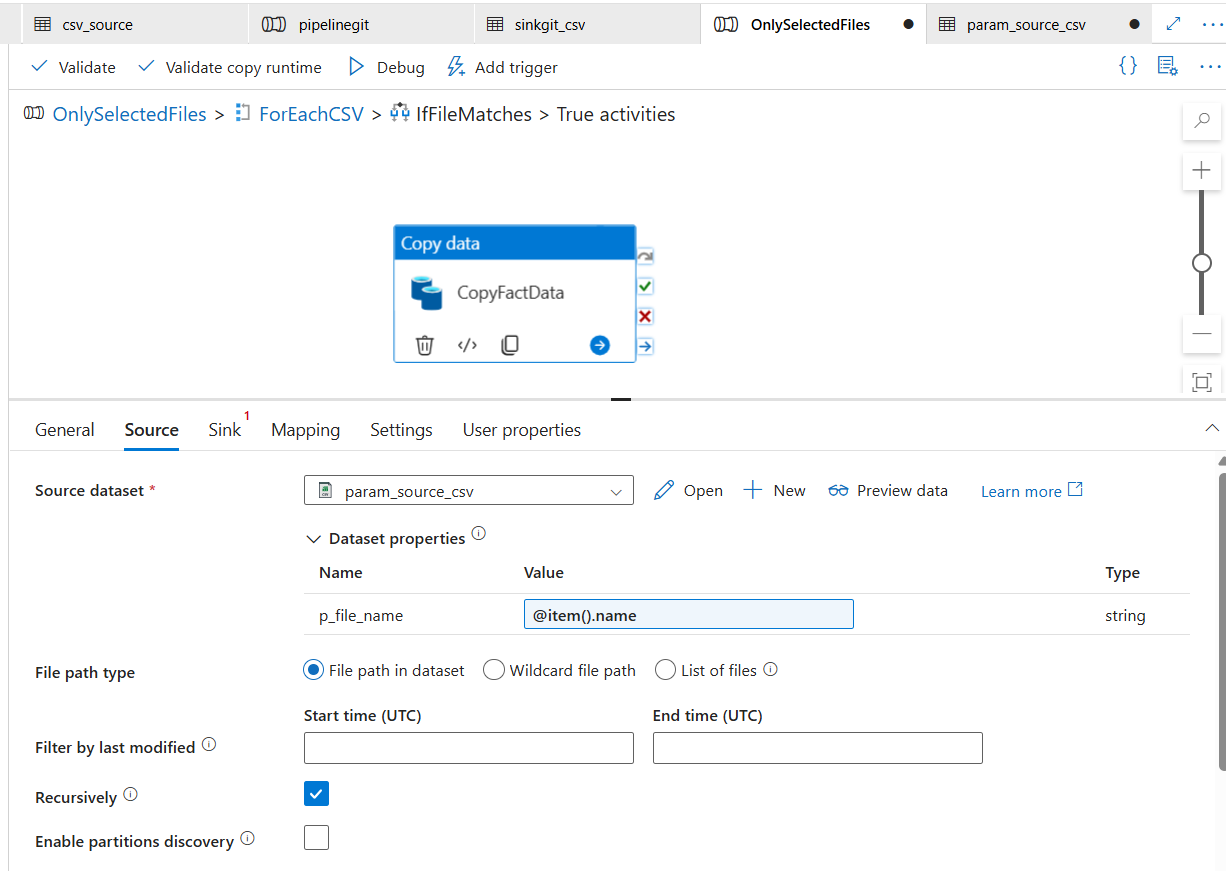 csv_source pipelinegit sinkgit_csv OnlySelectedFiles param_source_csv
Validate Validate copy runtime Debug Add trigger
OnlySelectedFiles > ForEachCSV > IfFileMatches > True activities
Copy data
CopyFactData
General Source Sink 1 Mapping Settings User properties
Source dataset * param_source_csv Open New Preview data Learn more
Dataset properties
Name Value Type
p_file_name @item().name string
File path type File path in dataset Wildcard file path List of files
Start time (UTC) End time (UTC)
Filter by last modified
Recursively
Enable partitions discovery